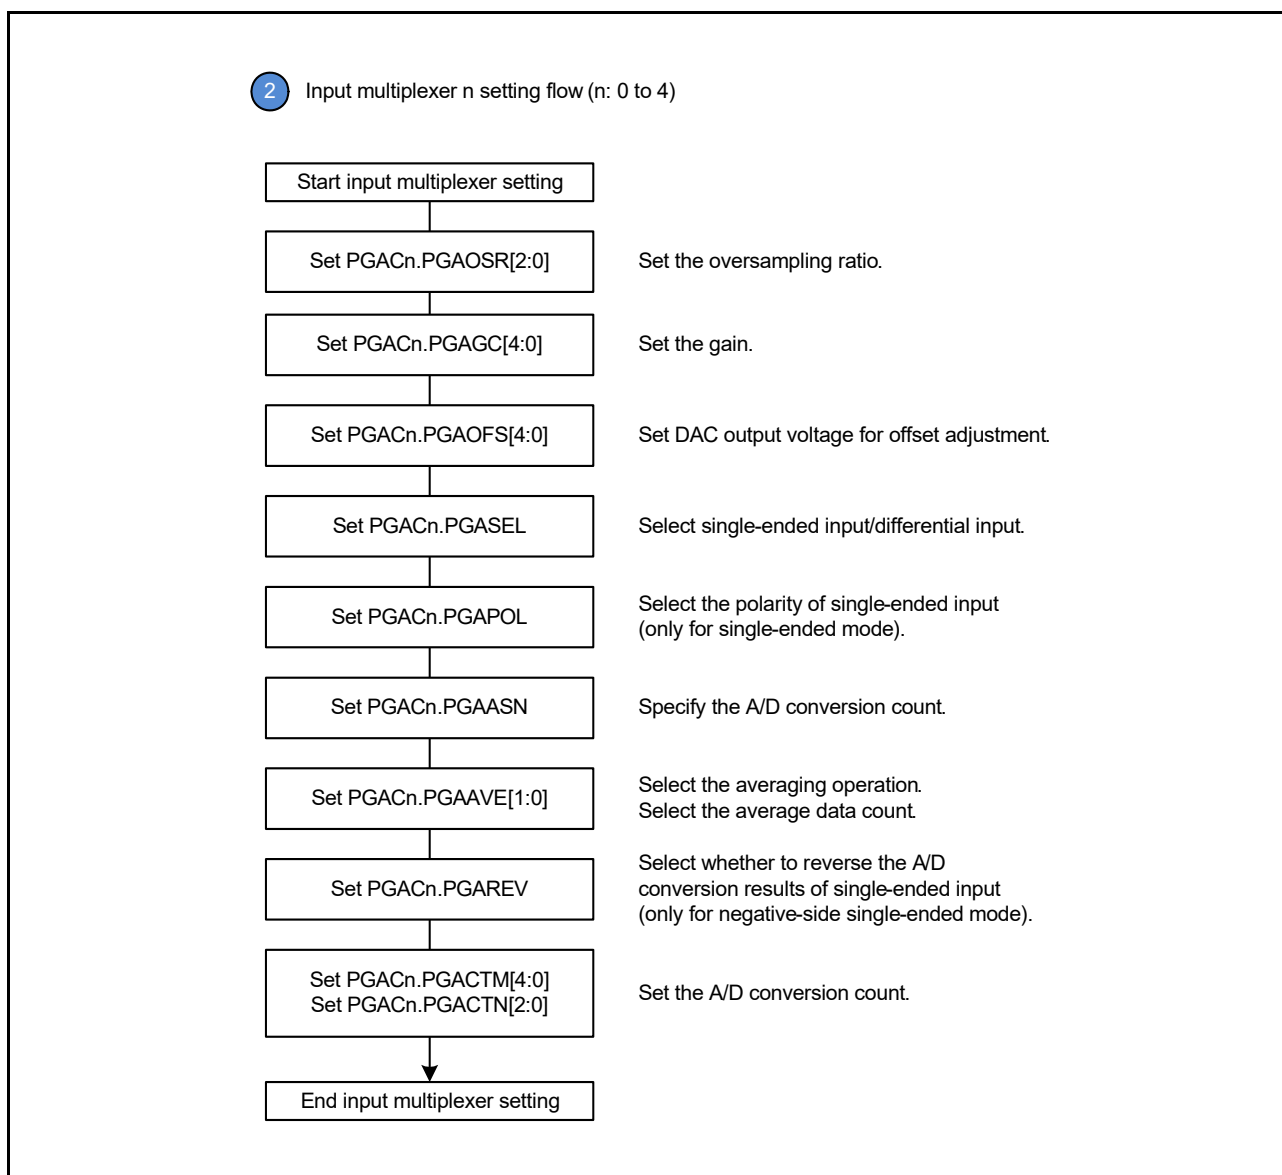 2 Input multiplexer n setting flow (n: 0 to 4)
Start input multiplexer setting
Set PGACn.PGAOSR[2:0] Set the oversampling ratio.
Set PGACn.PGAGC[4:0] Set the gain.
Set PGACn.PGAOFS[4:0] Set DAC output voltage for offset adjustment.
Set PGACn.PGASEL Select single-ended input/differential input.
Set PGACn.PGAPOL
Select the polarity of single-ended input
(only for single-ended mode).
Set PGACn.PGAASN Specify the A/D conversion count.
Set PGACn.PGAAVE[1:0]
Select the averaging operation.
Select the average data count.
Set PGACn.PGAREV
Select whether to reverse the A/D
conversion results of single-ended input
(only for negative-side single-ended mode).
Set PGACn.PGACTM[4:0]
Set PGACn.PGACTN[2:0]
Set the A/D conversion count.
End input multiplexer setting